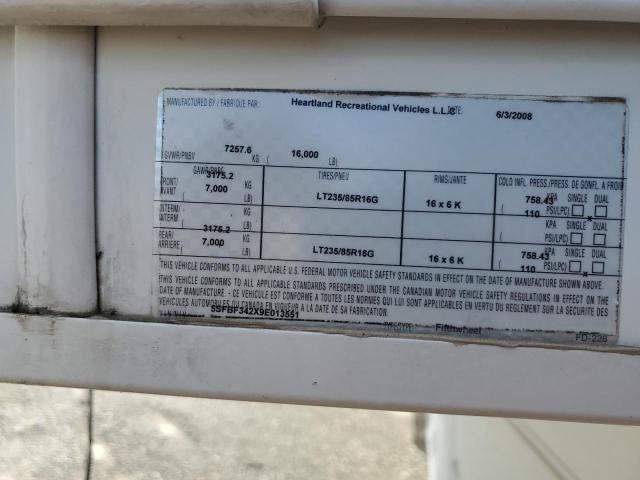 MANUFACTURED BY / FABRIQUE PAR: Heartland Recreational Vehicles L.L.C DATE: 6/3/2008
GVWR/PNBV 7257.6 KG ( 16,000 LB)
GAWR/PNBE TIRES/PNEU RIMS/JANTE COLD INFL. PRESS./PRESS. DE GONFL. A FROID
FRONT/ AVANT 3175.2 KG 7,000 LB) LT235/85R16G 16 x 6 K 758.43 KPA SINGLE DUAL
( 110 PSI/LPC) x
INTERM/ INTERM KG LB) KPA SINGLE DUAL
PSI/LPC)
REAR/ ARRIERE 3175.2 KG 7,000 LB) LT235/85R16G 16 x 6 K 758.43 KPA SINGLE DUAL
( 110 PSI/LPC) x
THIS VEHICLE CONFORMS TO ALL APPLICABLE U.S. FEDERAL MOTOR VEHICLE SAFETY STANDARDS IN EFFECT ON THE DATE OF MANUFACTURE SHOWN ABOVE.
THIS VEHICLE CONFORMS TO ALL APPLICABLE STANDARDS PRESCRIBED UNDER THE CANADIAN MOTOR VEHICLE SAFETY REGULATIONS IN EFFECT ON THE
DATE OF MANUFACTURE - CE VEHICULE EST CONFORME A TOUTES LES NORMES QUI LUI SONT APPLICABLES EN VERTU DU REGLEMENT SUR LA SECURITE DES
VEHICULES AUTOMOBILES DU CANADA EN VIGUEUR A LA DATE DE SA FABRICATION.
5SFBF342X9E013551 Fifthwheel FD-228